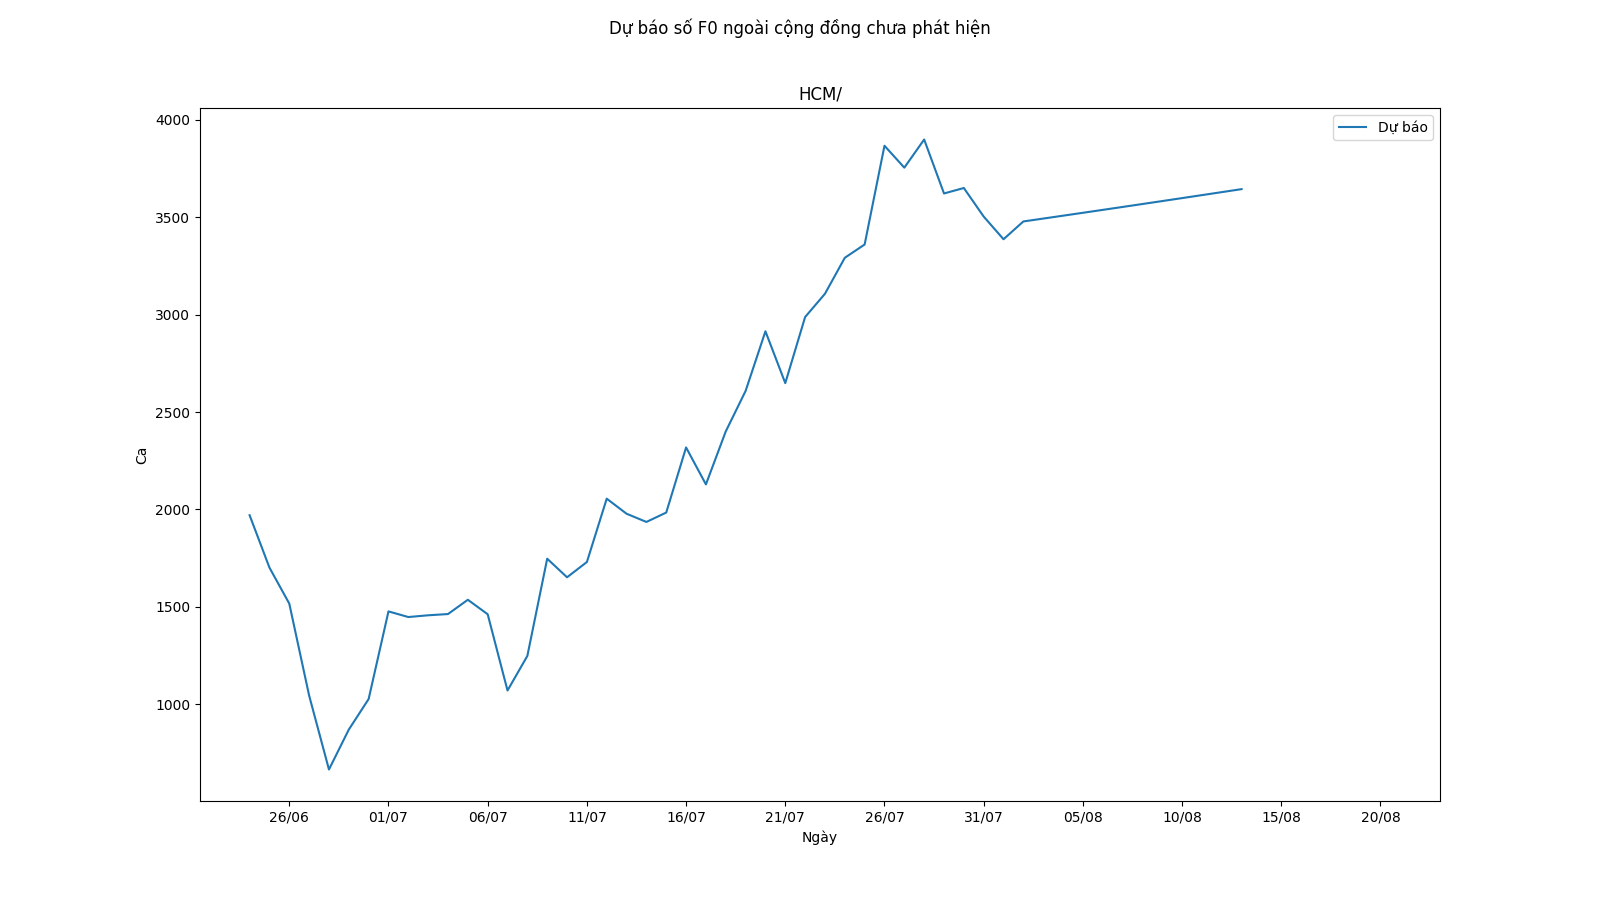 Dự báo số F0 ngoài cộng đồng chưa phát hiện
HCM/
Dự báo
4000
3500
3000
2500
2000
1500
1000
Ca
26/06 01/07 06/07 11/07 16/07 21/07 26/07 31/07 05/08 10/08 15/08 20/08
Ngày